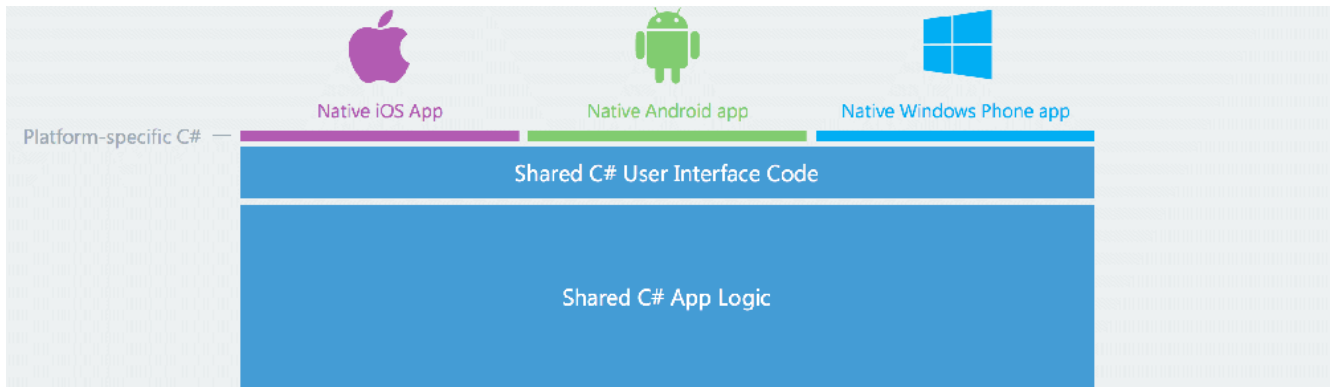 Native iOS App
Native Android app
Native Windows Phone app
Platform-specific C#
Shared C# User Interface Code
Shared C# App Logic